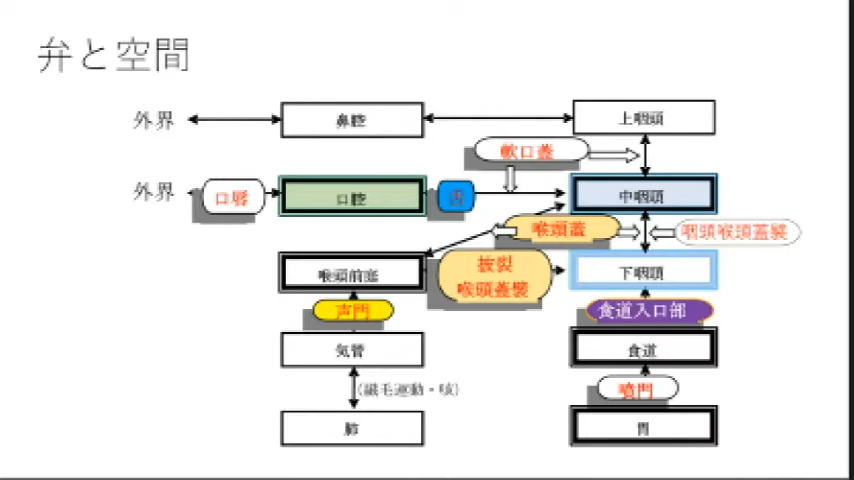 弁と空間
外界
鼻腔
上咽頭
軟口蓋
外界
口唇
口腔
舌
中咽頭
喉頭蓋
咽頭喉頭蓋襞
喉頭前庭
披裂
喉頭蓋襞
下咽頭
声門
食道入口部
気管
食道
(繊毛運動・咳)
噴門
肺
胃